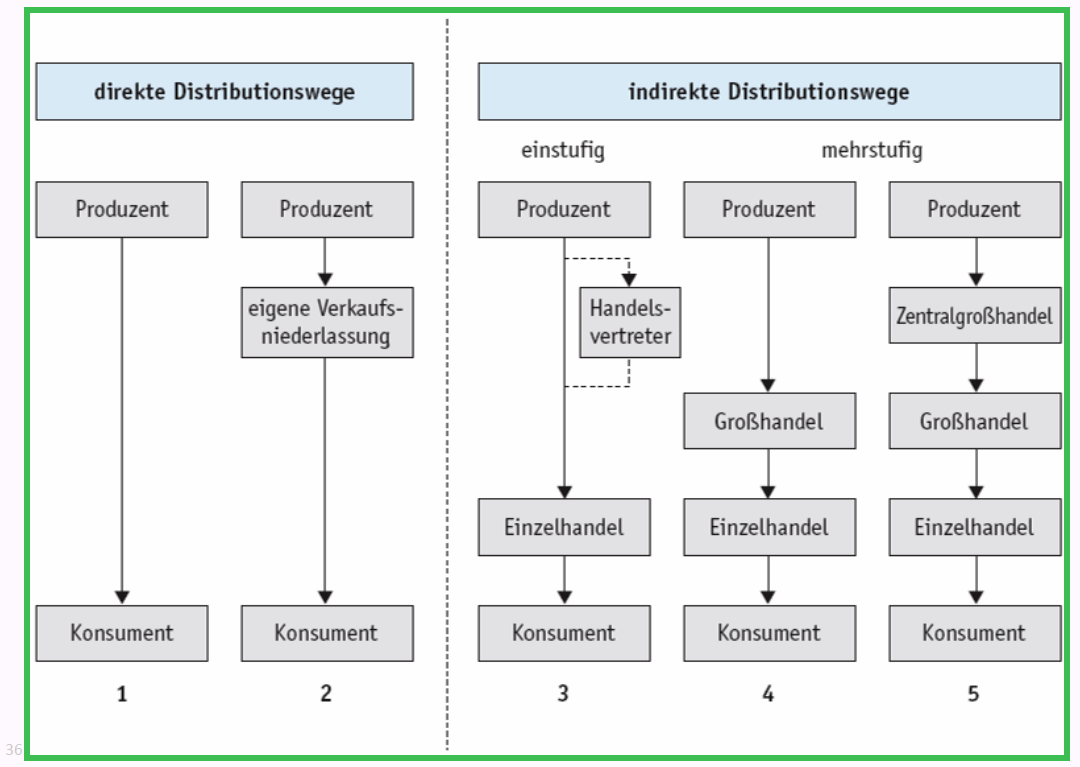 direkte Distributionswege
indirekte Distributionswege
einstufig
mehrstufig
Produzent
Produzent
Produzent
Produzent
Produzent
eigene Verkaufs-
niederlassung
Handels-
vertreter
Zentralgroßhandel
Großhandel
Großhandel
Einzelhandel
Einzelhandel
Einzelhandel
Konsument
Konsument
Konsument
Konsument
Konsument
1
2
3
4
5
36